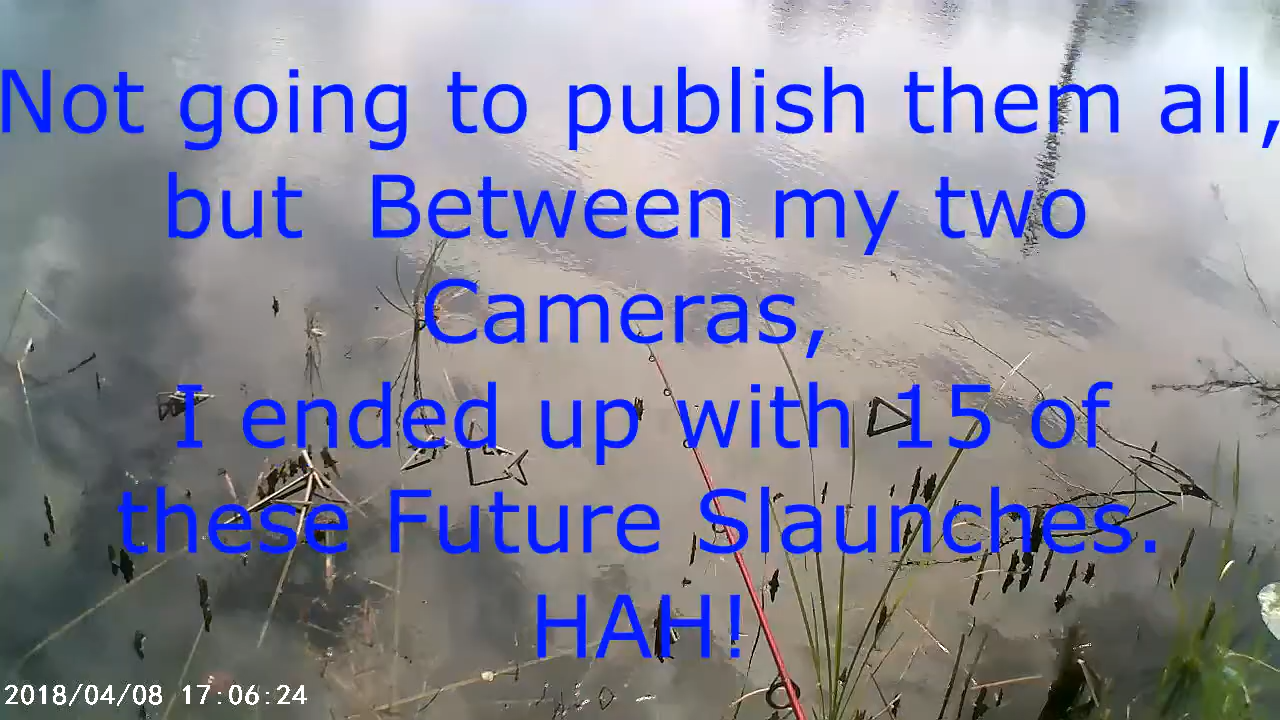 Not going to publish them all,
but  Between my two
Cameras,
I ended up with 15 of
these Future Slaunches.
HAH!
2018/04/08 17:06:24